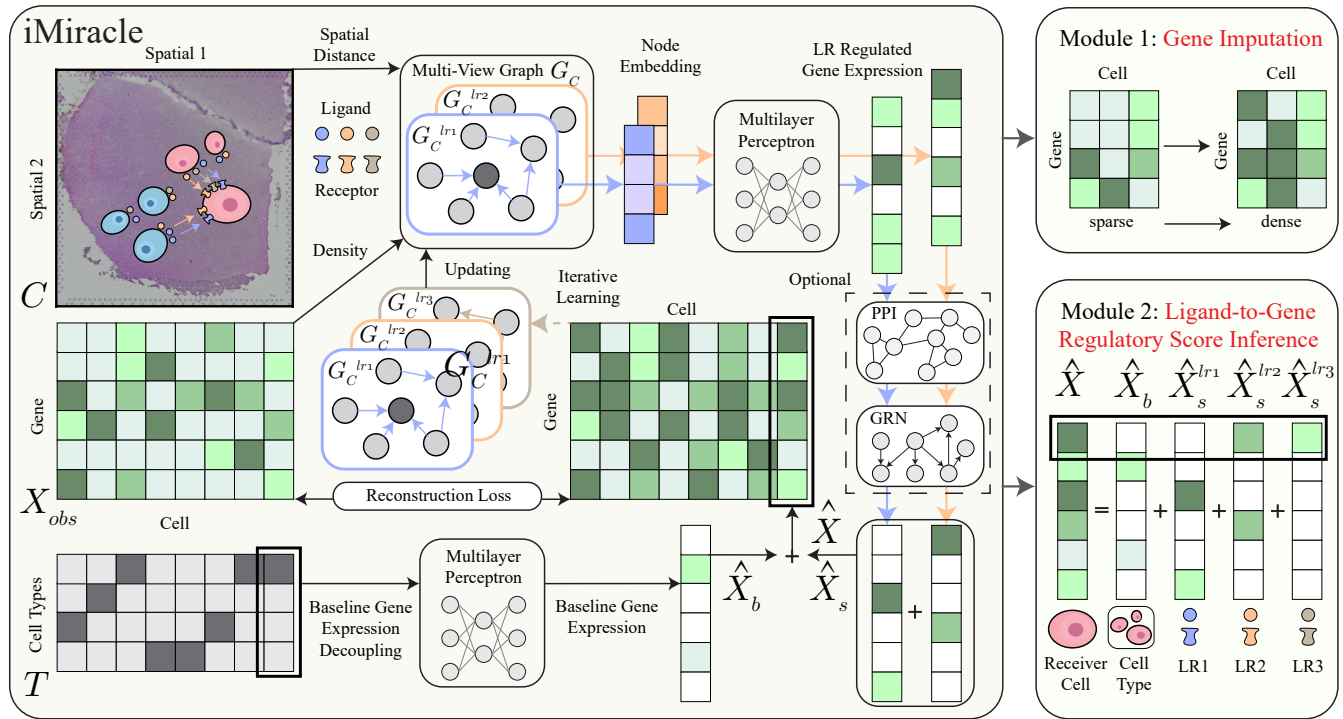 iMiracle
Spatial 1
Spatial 2
C
Ligand
Receptor
Spatial
Distance
Density
Multi-View Graph G_C
G_C^{lr2}
G_C^{lr1}
Node
Embedding
Multilayer
Perceptron
LR Regulated
Gene Expression
Updating
Iterative
Learning
G_C^{lr3}
G_C^{lr2}
G_C^{lr1}
G_C^{lr1}
Optional
PPI
GRN
Gene
X_{obs}
Cell
Cell
Gene
Reconstruction Loss
Cell Types
T
Baseline Gene
Expression
Decoupling
Multilayer
Perceptron
Baseline Gene
Expression
X̂_b
+
X̂
X̂_s
+
Module 1: Gene Imputation
Cell
Cell
Gene
Gene
sparse
dense
Module 2: Ligand-to-Gene
Regulatory Score Inference
X̂ X̂_b X̂_s^{lr1} X̂_s^{lr2} X̂_s^{lr3}
= + + +
Receiver
Cell
Cell
Type
LR1
LR2
LR3